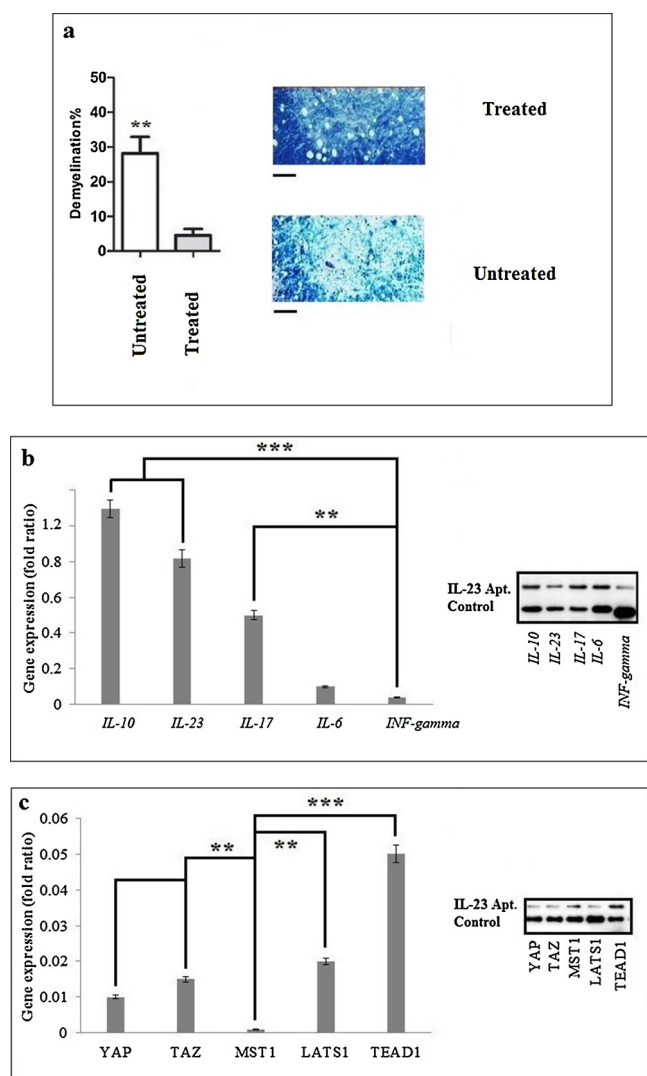 a
50
40
30
20
10
0
Demyelination%
**
Untreated
Treated
Treated
Untreated
b
Gene expression (fold ratio)
1.2
0.8
0.6
0.4
0.2
0
***
**
IL-10 IL-23 IL-17 IL-6 INF-gamma
IL-23 Apt.
Control
IL-10
IL-23
IL-17
IL-6
INF-gamma
c
Gene expression (fold ratio)
0.06
0.05
0.04
0.03
0.02
0.01
0
***
** **
YAP TAZ MST1 LATS1 TEAD1
IL-23 Apt.
Control
YAP
TAZ
MST1
LATS1
TEAD1